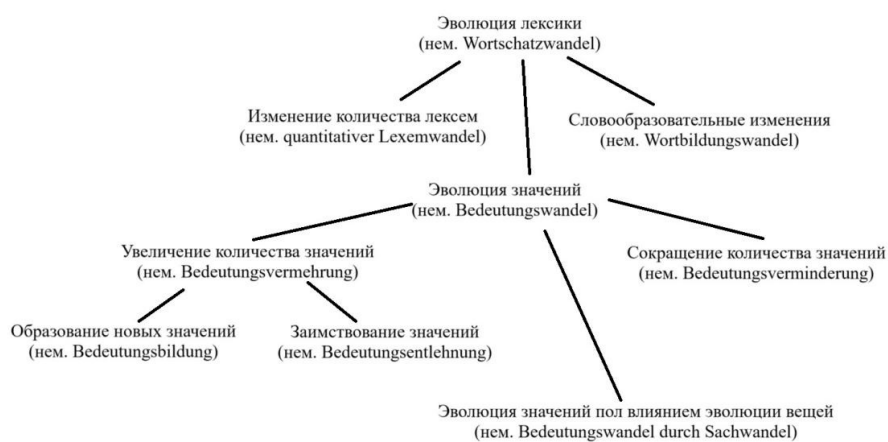 Эволюция лексики
(нем. Wortschatzwandel)
Изменение количества лексем
(нем. quantitativer Lexemwandel)
Словообразовательные изменения
(нем. Wortbildungswandel)
Эволюция значений
(нем. Bedeutungswandel)
Увеличение количества значений
(нем. Bedeutungsvermehrung)
Сокращение количества значений
(нем. Bedeutungsverminderung)
Образование новых значений
(нем. Bedeutungsbildung)
Заимствование значений
(нем. Bedeutungsentlehnung)
Эволюция значений пол влиянием эволюции вещей
(нем. Bedeutungswandel durch Sachwandel)